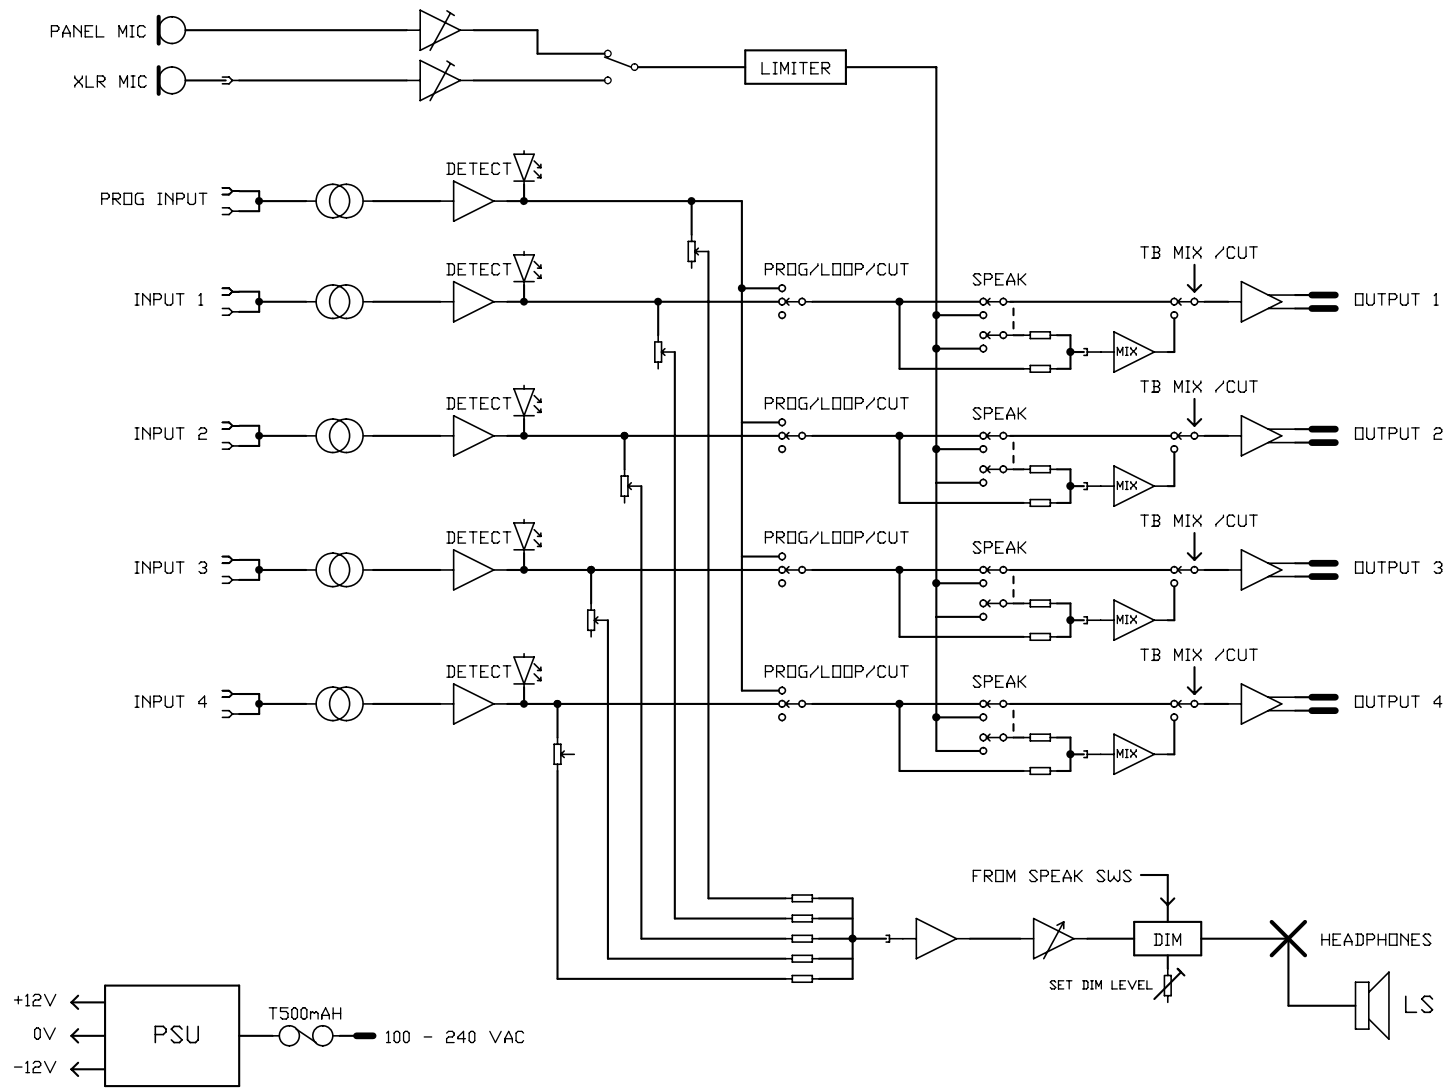 PANEL MIC
XLR MIC
LIMITER
DETECT
PROG INPUT
TB MIX /CUT
DETECT
PROG/LOOP/CUT
SPEAK
INPUT 1
OUTPUT 1
MIX
TB MIX /CUT
DETECT
PROG/LOOP/CUT
SPEAK
INPUT 2
OUTPUT 2
MIX
TB MIX /CUT
DETECT
PROG/LOOP/CUT
SPEAK
INPUT 3
OUTPUT 3
MIX
TB MIX /CUT
DETECT
PROG/LOOP/CUT
SPEAK
INPUT 4
OUTPUT 4
MIX
FROM SPEAK SWS
DIM
HEADPHONES
SET DIM LEVEL
LS
+12V
0V
-12V
PSU
T500mAH
100 - 240 VAC